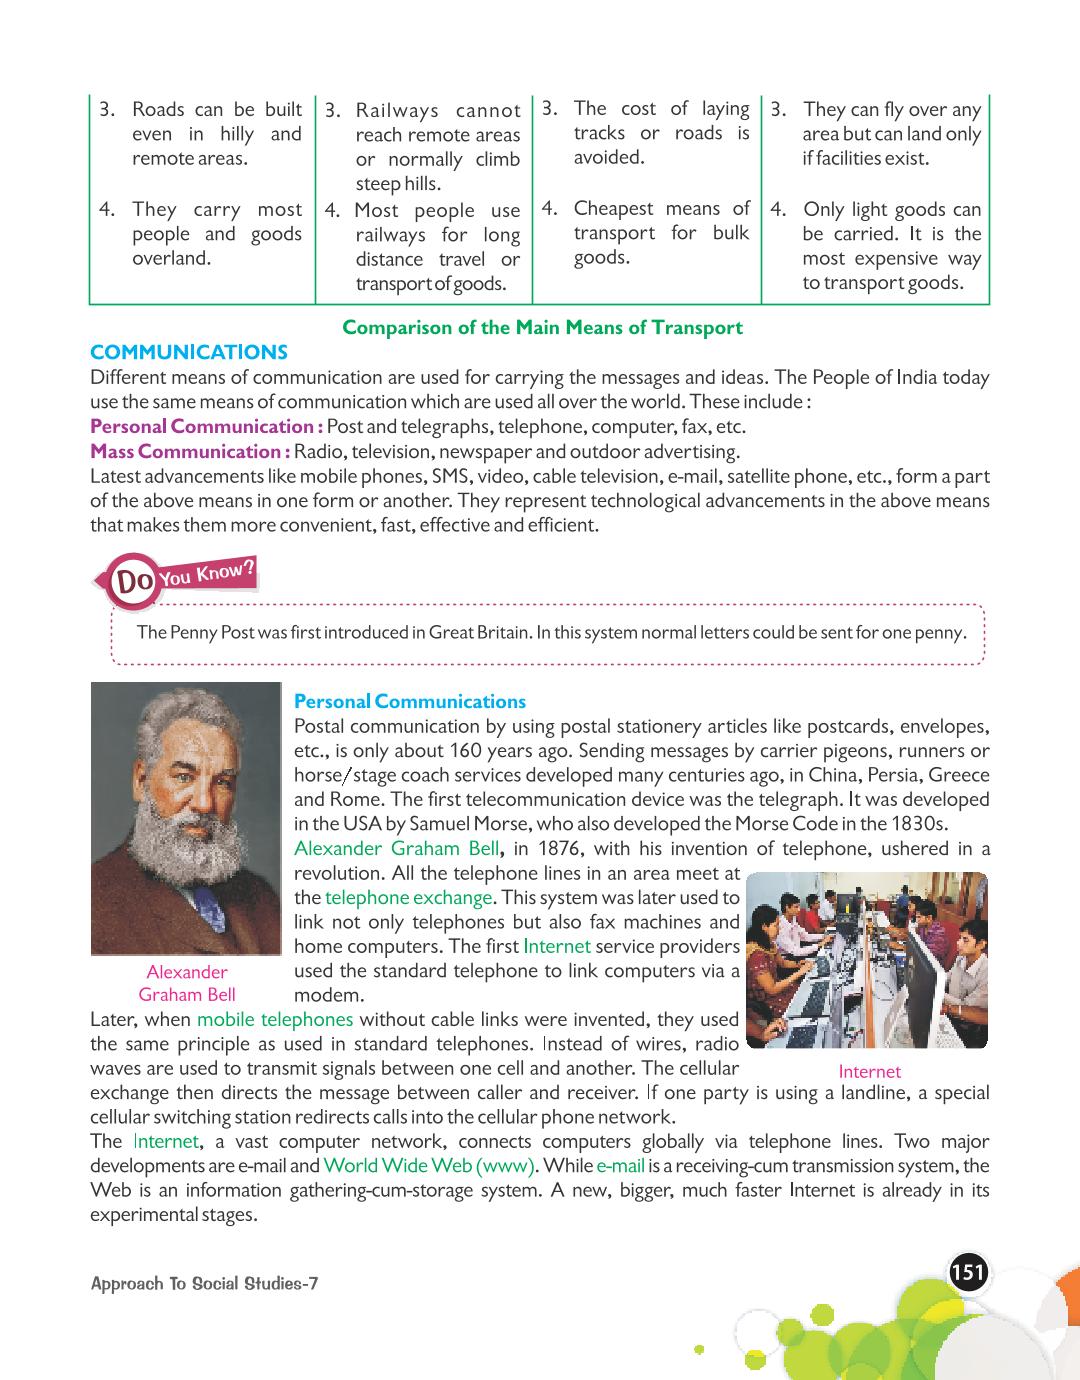 3. Roads can be built
even in hilly and
remote areas.
4. They carry most
people and goods
overland.
3. Railways cannot
reach remote areas
or normally climb
steep hills.
4. Most people use
railways for long
distance travel or
transport of goods.
3. The cost of laying
tracks or roads is
avoided.
4. Cheapest means of
transport for bulk
goods.
3. They can fly over any
area but can land only
if facilities exist.
4. Only light goods can
be carried. It is the
most expensive way
to transport goods.
Comparison of the Main Means of Transport
COMMUNICATIONS
Different means of communication are used for carrying the messages and ideas. The People of India today
use the same means of communication which are used all over the world. These include :
Personal Communication : Post and telegraphs, telephone, computer, fax, etc.
Mass Communication : Radio, television, newspaper and outdoor advertising.
Latest advancements like mobile phones, SMS, video, cable television, e-mail, satellite phone, etc., form a part
of the above means in one form or another. They represent technological advancements in the above means
that makes them more convenient, fast, effective and efficient.
Do You Know?
The Penny Post was first introduced in Great Britain. In this system normal letters could be sent for one penny.
Personal Communications
Postal communication by using postal stationery articles like postcards, envelopes,
etc., is only about 160 years ago. Sending messages by carrier pigeons, runners or
horse/stage coach services developed many centuries ago, in China, Persia, Greece
and Rome. The first telecommunication device was the telegraph. It was developed
in the USA by Samuel Morse, who also developed the Morse Code in the 1830s.
Alexander Graham Bell, in 1876, with his invention of telephone, ushered in a
revolution. All the telephone lines in an area meet at
the telephone exchange. This system was later used to
link not only telephones but also fax machines and
home computers. The first Internet service providers
used the standard telephone to link computers via a
modem.
Alexander
Graham Bell
Later, when mobile telephones without cable links were invented, they used
the same principle as used in standard telephones. Instead of wires, radio
waves are used to transmit signals between one cell and another. The cellular
Internet
exchange then directs the message between caller and receiver. If one party is using a landline, a special
cellular switching station redirects calls into the cellular phone network.
The Internet, a vast computer network, connects computers globally via telephone lines. Two major
developments are e-mail and World Wide Web (www). While e-mail is a receiving-cum transmission system, the
Web is an information gathering-cum-storage system. A new, bigger, much faster Internet is already in its
experimental stages.
Approach To Social Studies-7
151